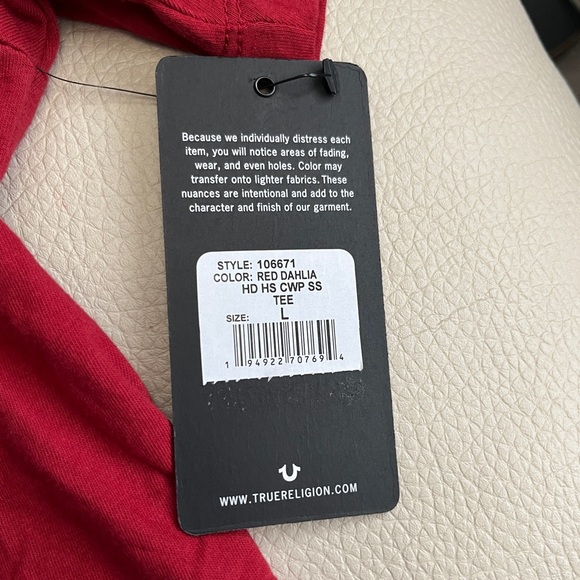 Because we individually distress each
item, you will notice areas of fading,
wear, and even holes. Color may
transfer onto lighter fabrics. These
nuances are intentional and add to the
character and finish of our garment.
STYLE: 106671
COLOR: RED DAHLIA
HD HS CWP SS
TEE
SIZE: L
1 94922 70769 4
WWW.TRUERELIGION.COM